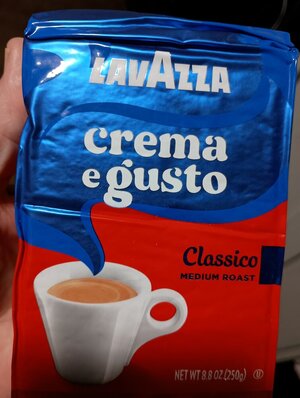 LAVAZZA
crema
e gusto
Classico
MEDIUM ROAST
NET WT 8.8 OZ (250g)